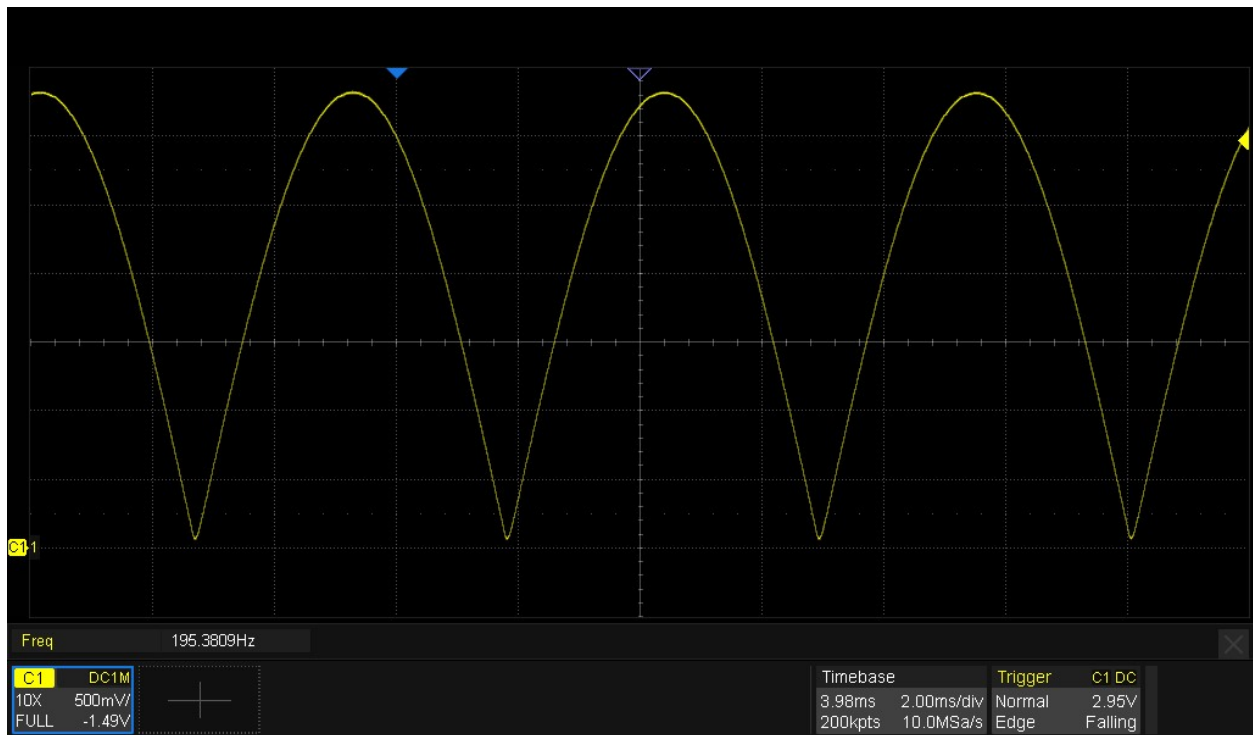 C1 1
Freq 195.3809Hz
C1 DC1M
10X 500mV/
FULL -1.49V
Timebase
3.98ms 2.00ms/div
200kpts 10.0MSa/s
Trigger C1 DC
Normal 2.95V
Edge Falling